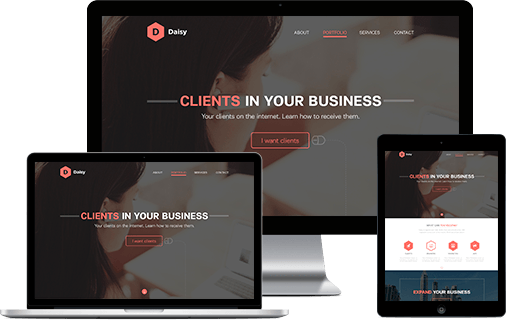 D Daisy
ABOUT PORTFOLIO SERVICES CONTACT
CLIENTS IN YOUR BUSINESS
Your clients on the internet. Learn how to receive them.
I want clients
D Daisy
ABOUT PORTFOLIO SERVICES CONTACT
CLIENTS IN YOUR BUSINESS
Your clients on the internet. Learn how to receive them.
I want clients
Daisy
CLIENTS IN YOUR BUSINESS
EXPAND YOUR BUSINESS